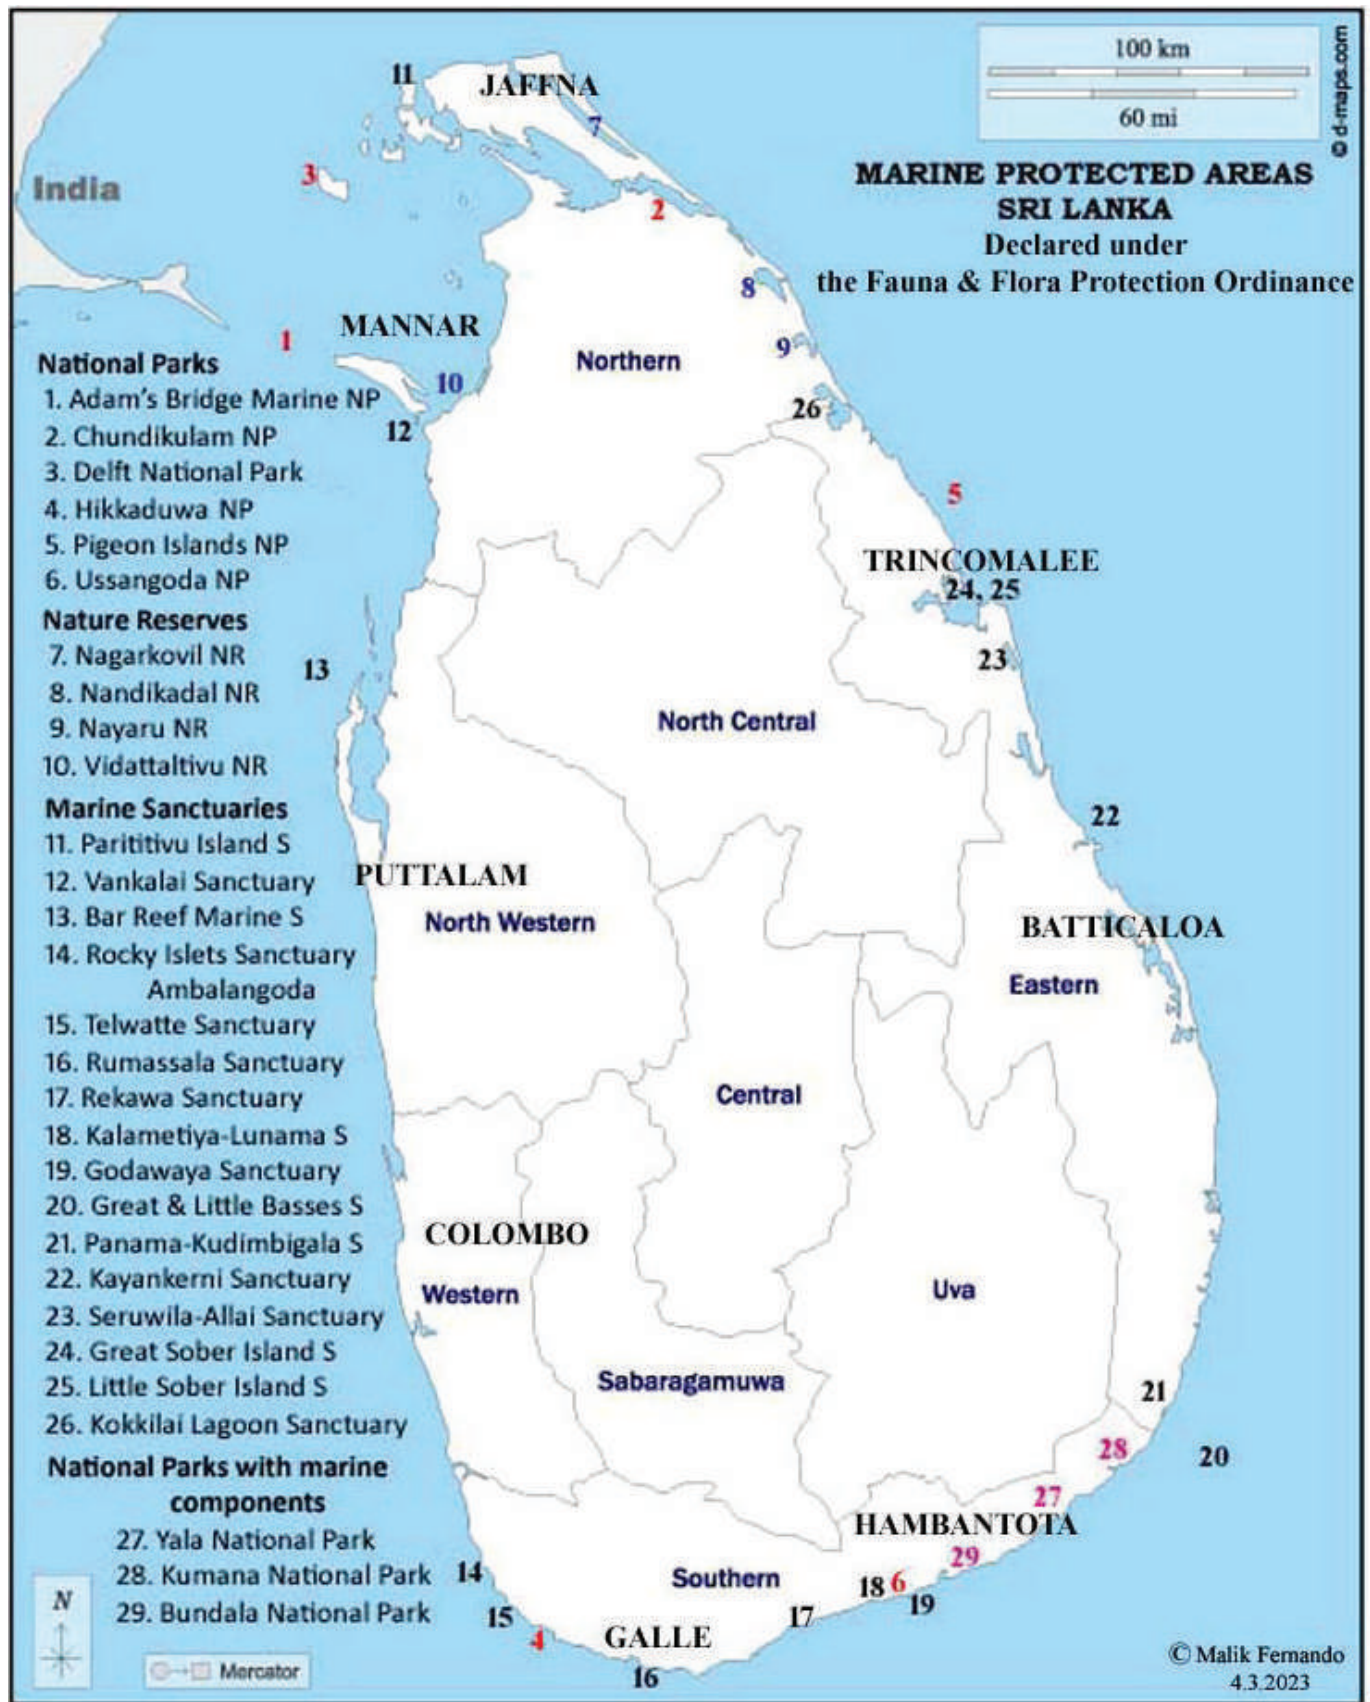 100 km
60 mi
© d-maps.com
MARINE PROTECTED AREAS
SRI LANKA
Declared under
the Fauna & Flora Protection Ordinance
India
11
JAFFNA
7
3
2
8
1
MANNAR
Northern
9
10
26
12
National Parks
1. Adam's Bridge Marine NP
2. Chundikulam NP
3. Delft National Park
4. Hikkaduwa NP
5. Pigeon Islands NP
6. Ussangoda NP
Nature Reserves
7. Nagarkovil NR
8. Nandikadal NR
9. Nayaru NR
10. Vidattaltivu NR
Marine Sanctuaries
11. Parititivu Island S
12. Vankalai Sanctuary
13. Bar Reef Marine S
14. Rocky Islets Sanctuary
Ambalangoda
15. Telwatte Sanctuary
16. Rumassala Sanctuary
17. Rekawa Sanctuary
18. Kalametiya-Lunama S
19. Godawaya Sanctuary
20. Great & Little Basses S
21. Panama-Kudimbigala S
22. Kayankerni Sanctuary
23. Seruwila-Allai Sanctuary
24. Great Sober Island S
25. Little Sober Island S
26. Kokkilai Lagoon Sanctuary
National Parks with marine
components
27. Yala National Park
28. Kumana National Park
29. Bundala National Park
5
TRINCOMALEE
24, 25
23
13
North Central
22
PUTTALAM
North Western
BATTICALOA
Eastern
Central
COLOMBO
Western
Uva
Sabaragamuwa
21
28
20
27
HAMBANTOTA
29
14
Southern
18 6
19
15
17
4
GALLE
16
N
Mercator
© Malik Fernando
4.3.2023